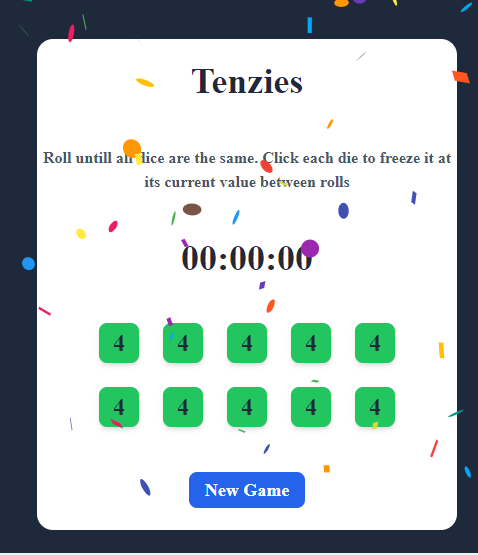 Tenzies
Roll untill all dice are the same. Click each die to freeze it at
its current value between rolls
00:00:00
4 4 4 4 4
4 4 4 4 4
New Game